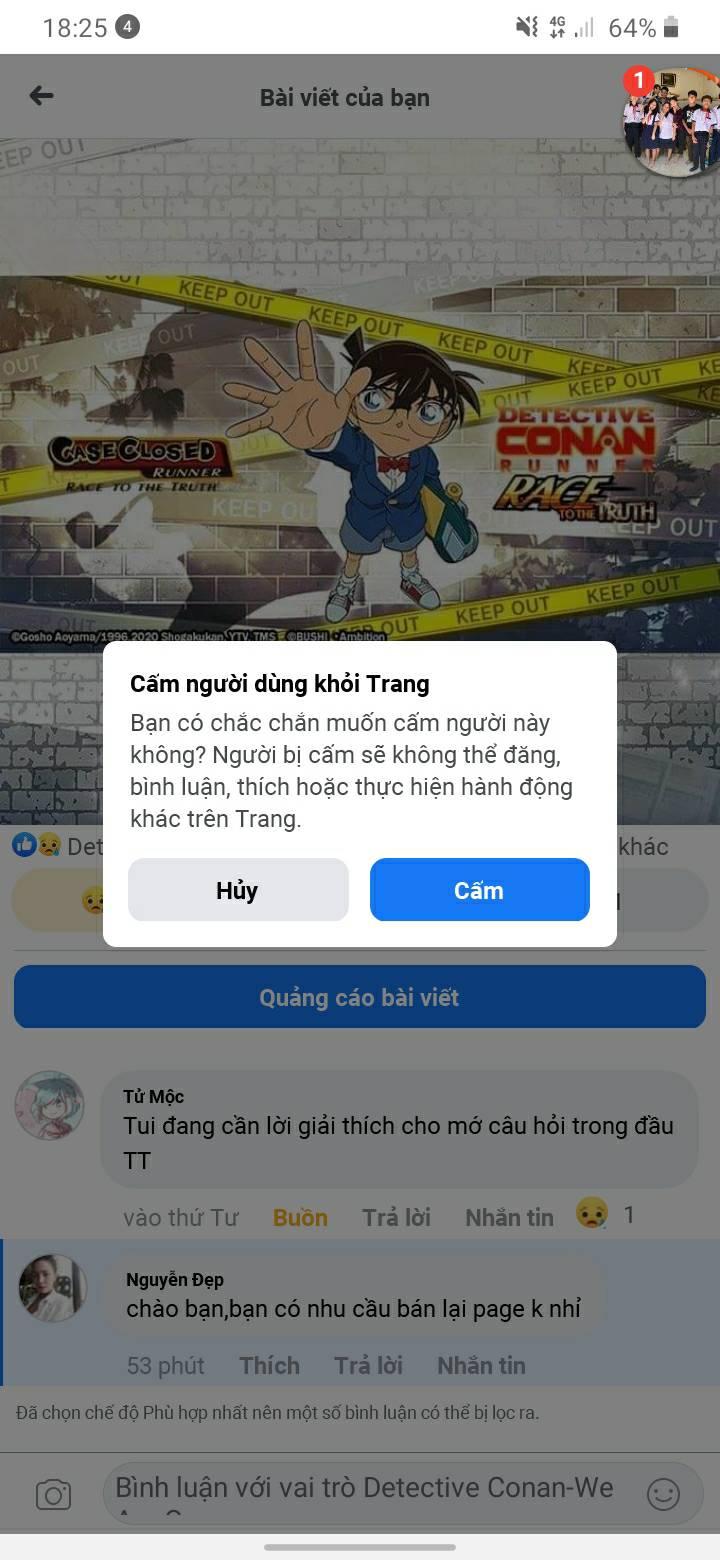 18:25 4 4G 64%
Bài viết của bạn
1
EEP OUT
KEEP OUT
KEEP OUT
KEEP OUT
KEEP OUT
KEEP OUT
OUT
CASE CLOSED
RUNNER
RACE TO THE TRUTH
DETECTIVE
CONAN
RUNNER
RACE
TO THE TRUTH
KEEP OUT
KEEP OUT
KEEP OUT
OUT
©Gosho Aoyama/1996,2020 Shogakukan,YTV, TMS ©BUSHI Ambition
Cấm người dùng khỏi Trang
Bạn có chắc chắn muốn cấm người này
không? Người bị cấm sẽ không thể đăng,
bình luận, thích hoặc thực hiện hành động
khác trên Trang.
Det khác
Hủy Cấm
Quảng cáo bài viết
Tử Mộc
Tui đang cần lời giải thích cho mớ câu hỏi trong đầu
TT
vào thứ Tư Buồn Trả lời Nhắn tin 1
Nguyễn Đẹp
chào bạn,bạn có nhu cầu bán lại page k nhỉ
53 phút Thích Trả lời Nhắn tin
Đã chọn chế độ Phù hợp nhất nên một số bình luận có thể bị lọc ra.
Bình luận với vai trò Detective Conan-We